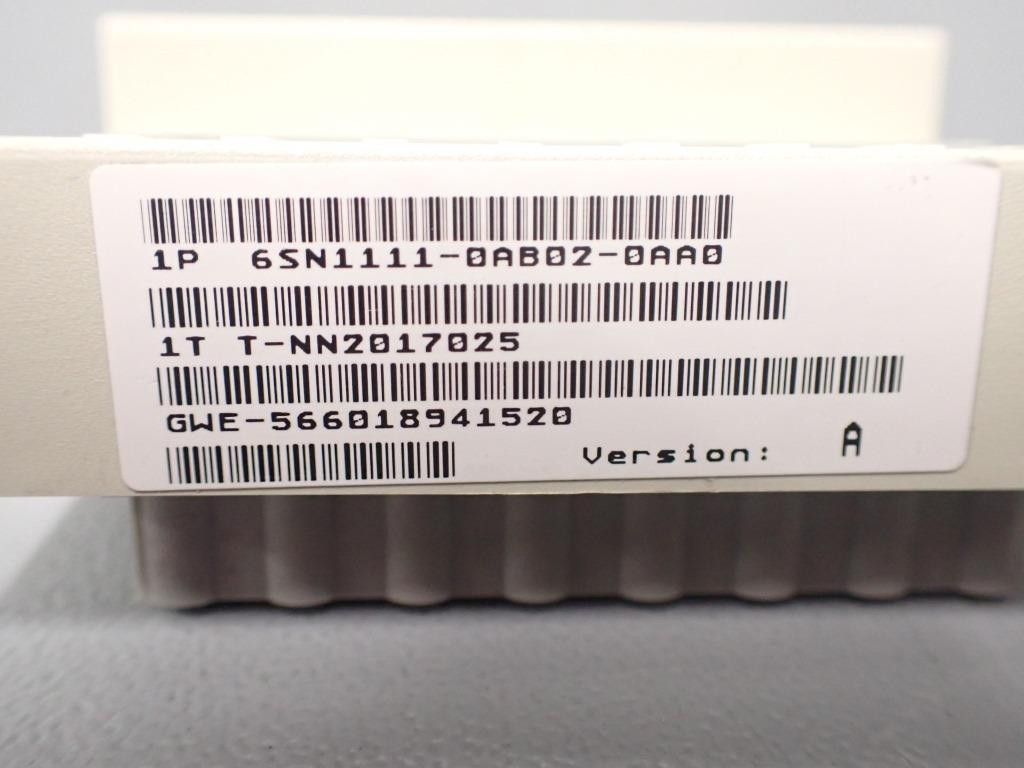 1P 6SN1111-0AB02-0AA0
1T T-NN2017025
GWE-566018941520
Version: A